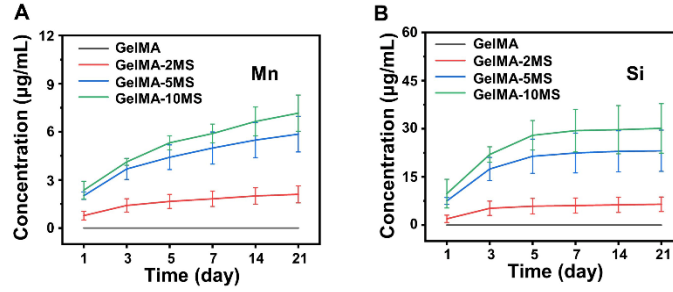 A
Concentration (μg/mL)
12
9
6
3
0
GelMA
GelMA-2MS
GelMA-5MS
GelMA-10MS
Mn
1 3 5 7 14 21
Time (day)
B
Concentration (μg/mL)
60
45
30
15
0
GelMA
GelMA-2MS
GelMA-5MS
GelMA-10MS
Si
1 3 5 7 14 21
Time (day)